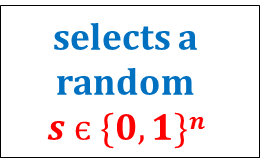 selects a
random
s ϵ {0, 1}ⁿ